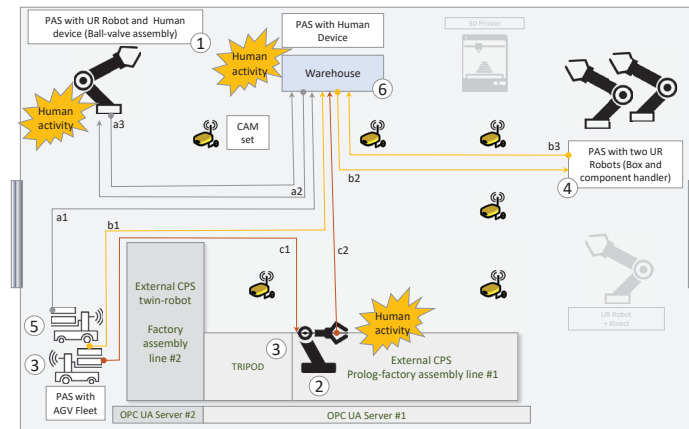 PAS with UR Robot and Human
device (Ball-valve assembly)
1
PAS with Human
Device
3D Printer
Human
activity
Warehouse
6
Human
activity
a3
CAM
set
b3
PAS with two UR
Robots (Box and
component handler)
4
b2
a2
a1
b1
c1
c2
External CPS
twin-robot
Factory
assembly
line #2
Human
activity
UR Robot
+ Kinect
5
3
TRIPOD
3
2
External CPS
Prolog-factory assembly line #1
PAS with
AGV Fleet
OPC UA Server #2
OPC UA Server #1